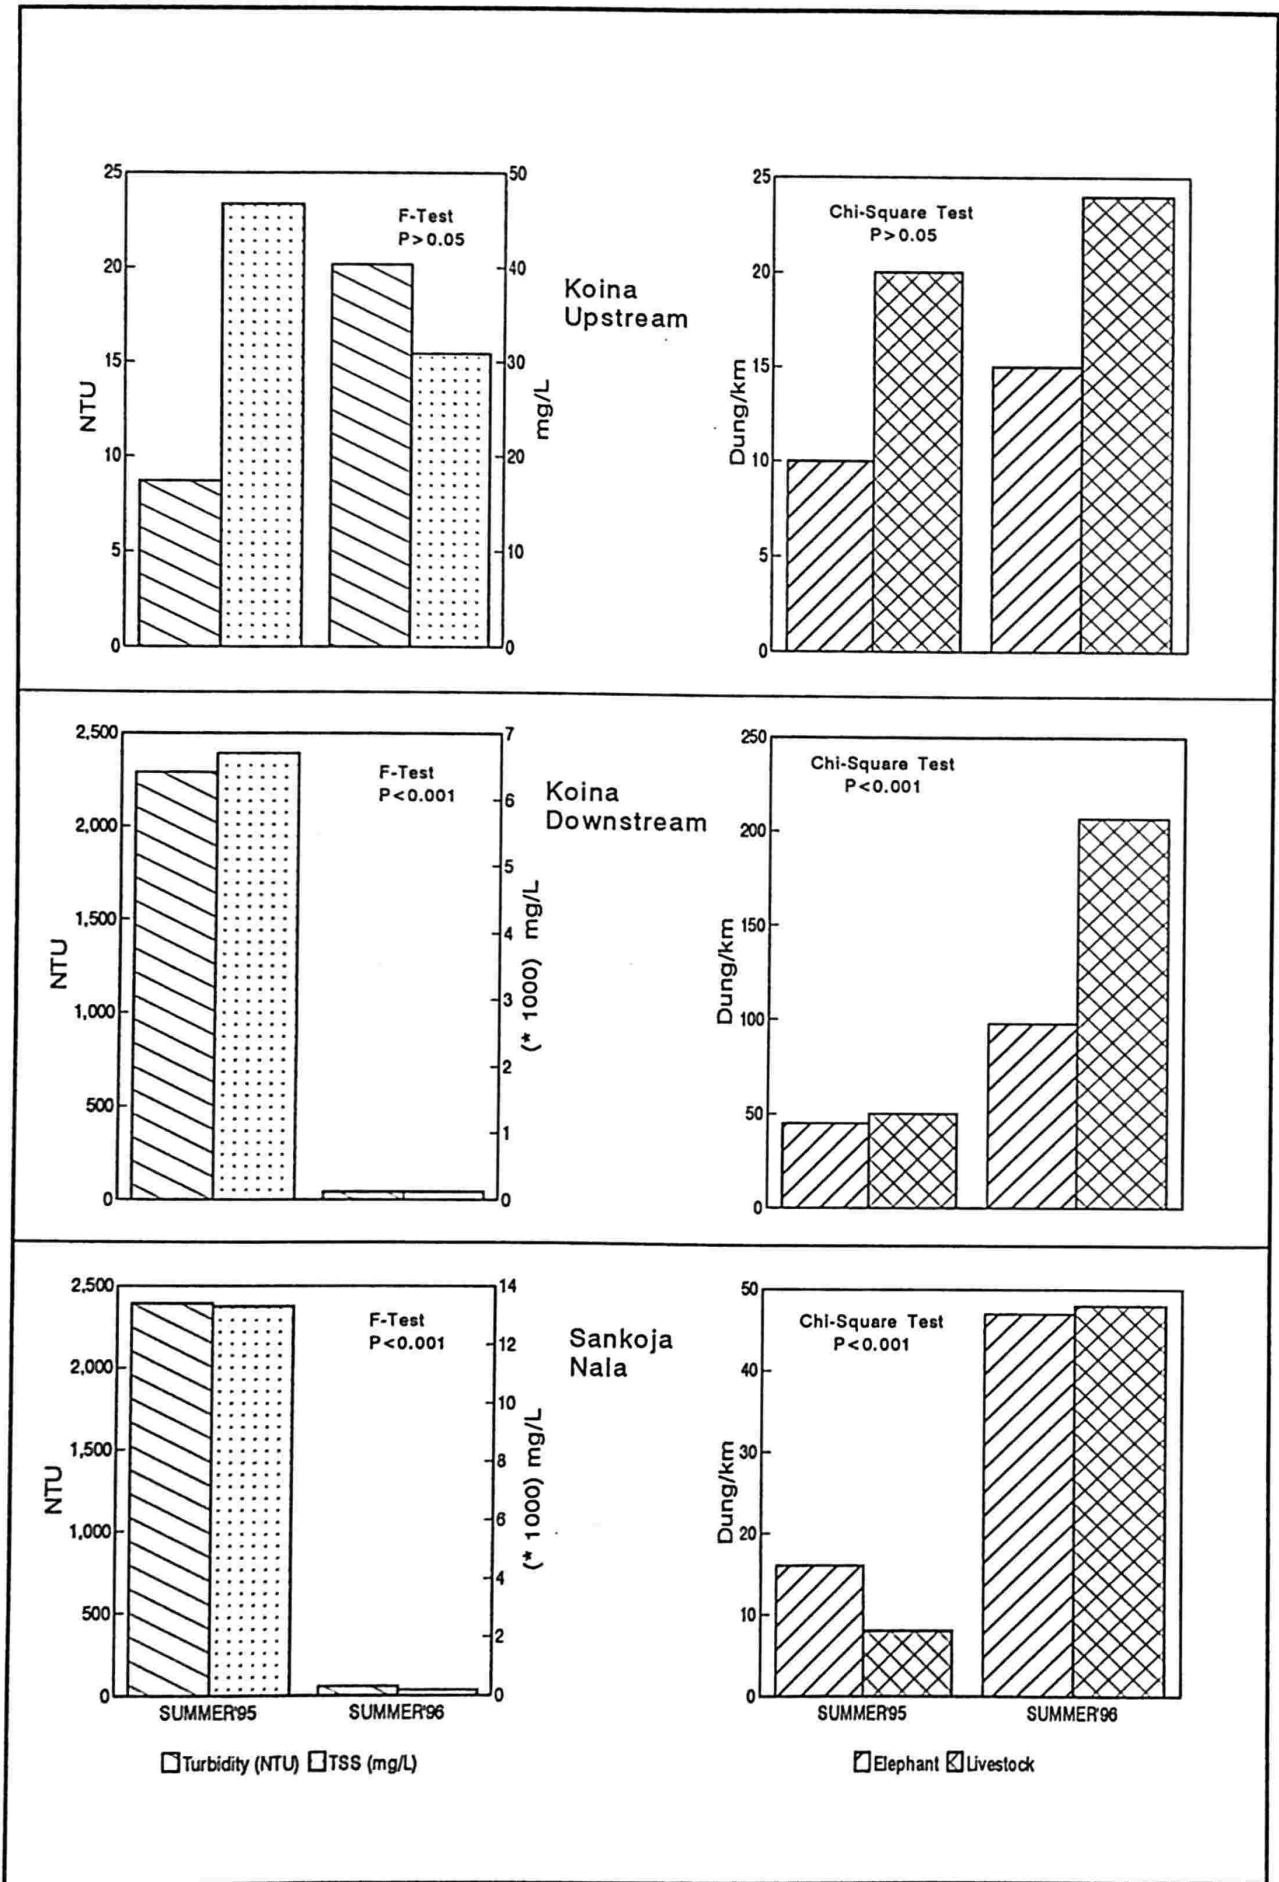 25
20
15
10
5
0
NTU
50
40
30
20
10
0
mg/L
F-Test
P>0.05
Koina
Upstream
25
20
15
10
5
0
Dung/km
Chi-Square Test
P>0.05
2,500
2,000
1,500
1,000
500
0
NTU
7
6
5
4
3
2
1
0
(* 1000) mg/L
F-Test
P<0.001
Koina
Downstream
250
200
150
100
50
0
Dung/km
Chi-Square Test
P<0.001
2,500
2,000
1,500
1,000
500
0
NTU
14
12
10
8
6
4
2
0
(* 1000) mg/L
F-Test
P<0.001
SUMMER'95 SUMMER'96
Turbidity (NTU) TSS (mg/L)
Sankoja
Nala
50
40
30
20
10
0
Dung/km
Chi-Square Test
P<0.001
SUMMER'95 SUMMER'96
Elephant Livestock